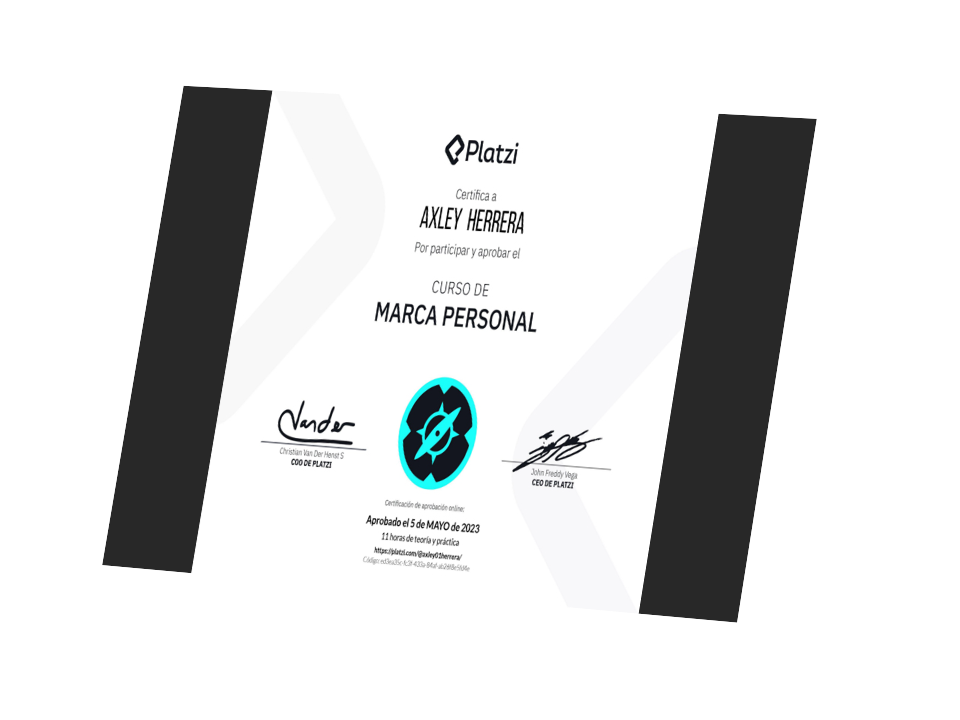 Platzi
Certifica a
AXLEY HERRERA
Por participar y aprobar el
CURSO DE
MARCA PERSONAL
Vander
Christian Van Der Henst S
COO DE PLATZI
John Freddy Vega
CEO DE PLATZI
Certificación de aprobación online:
Aprobado el 5 de MAYO de 2023
11 horas de teoría y práctica
https://platzi.com/@axley01herrera/
Código: